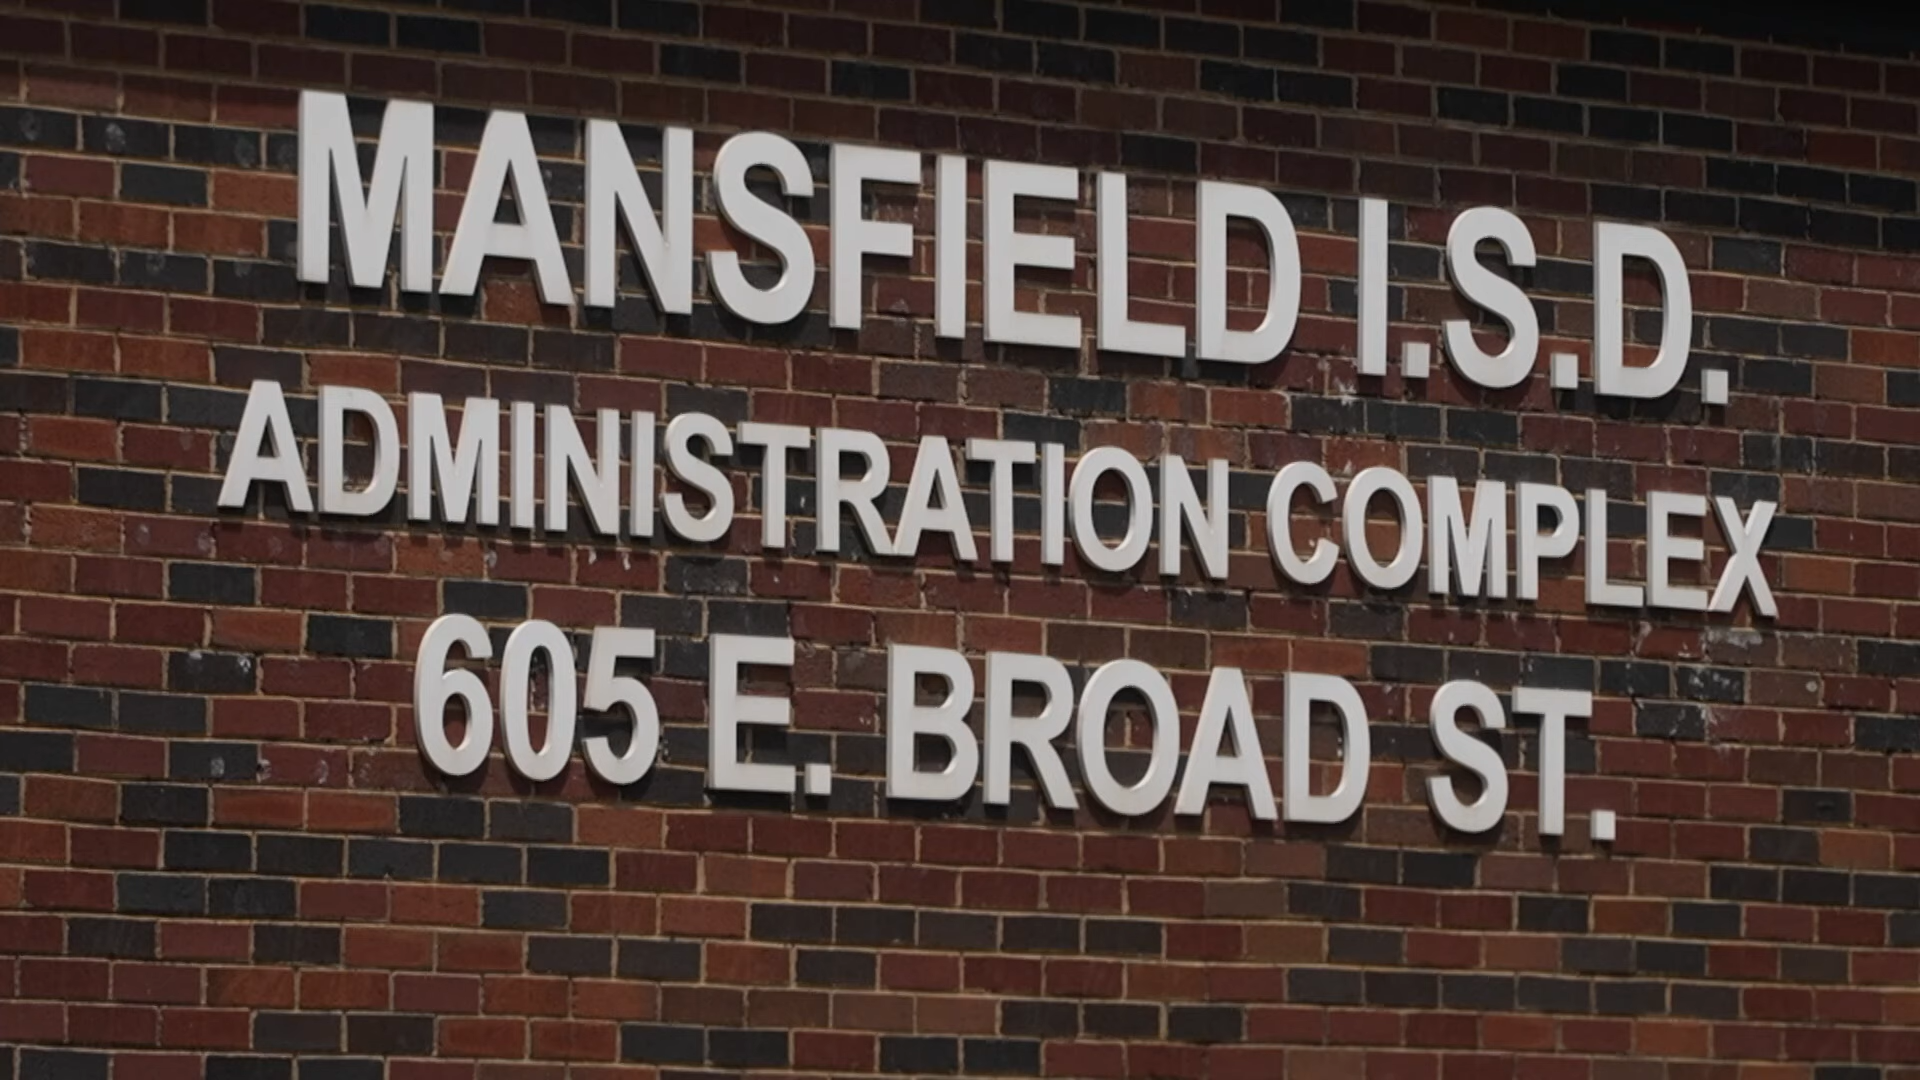 MANSFIELD I.S.D.
ADMINISTRATION COMPLEX
605 E. BROAD ST.